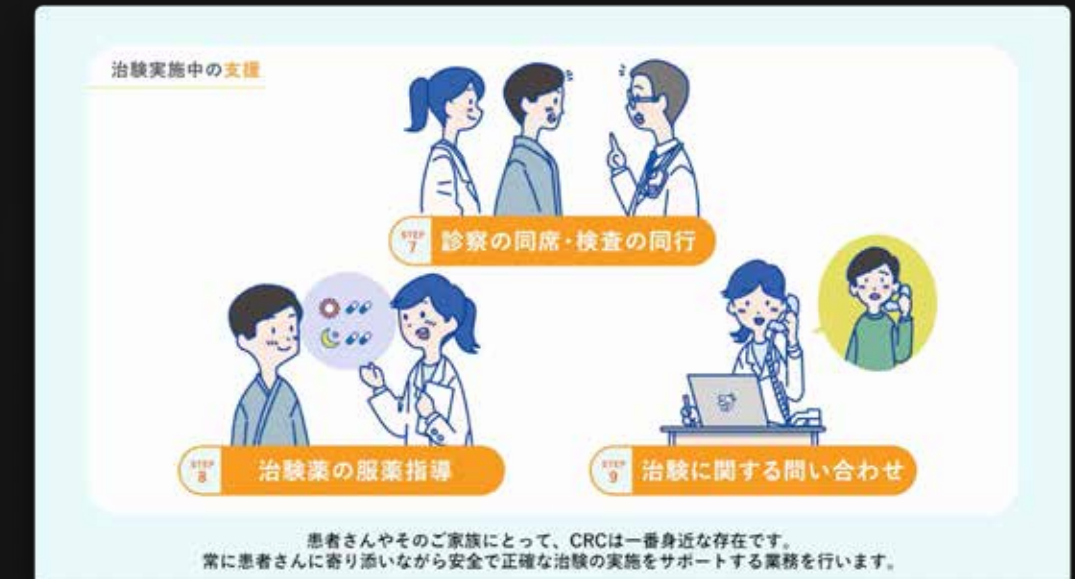 治験実施中の支援
STEP
7
診察の同席・検査の同行
STEP
8
治験薬の服薬指導
STEP
9
治験に関する問い合わせ
患者さんやそのご家族にとって、CRCは一番身近な存在です。
常に患者さんに寄り添いながら安全で正確な治験の実施をサポートする業務を行います。